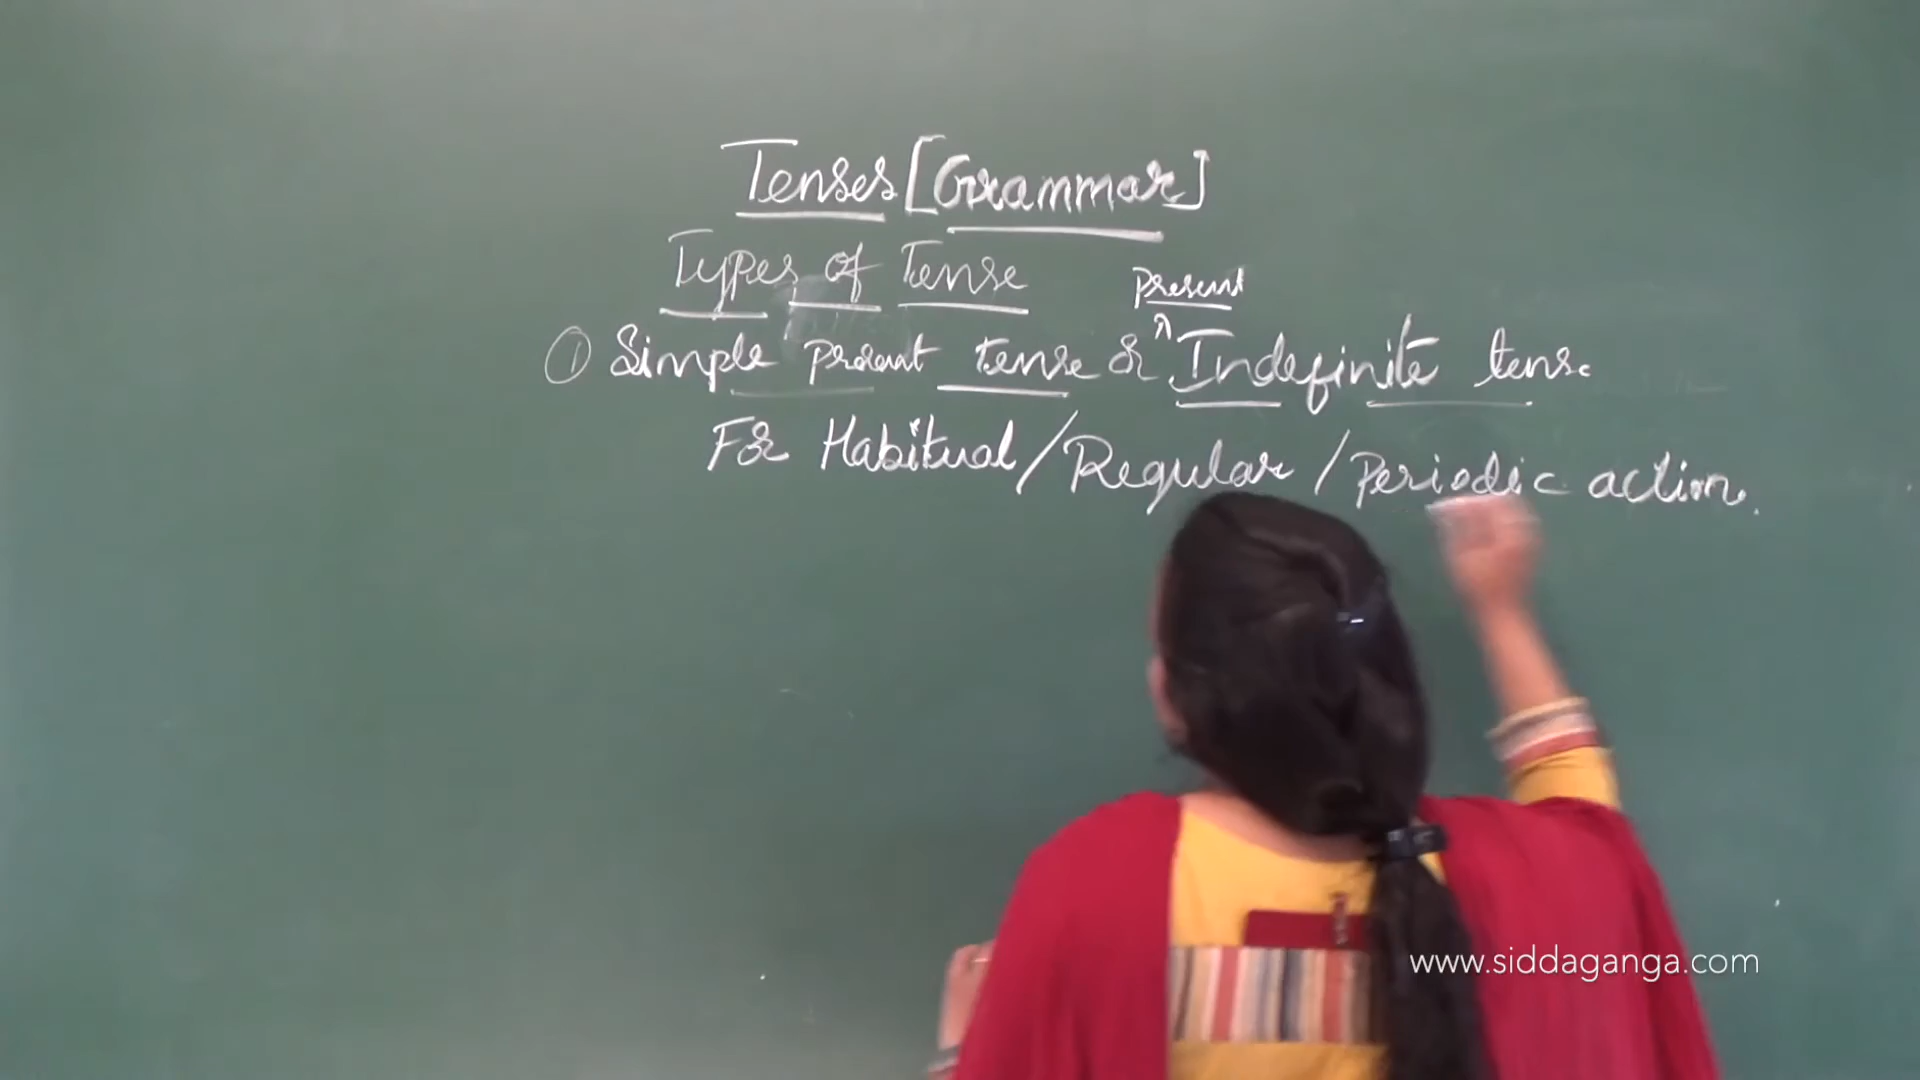 Tenses [Grammar]
Types of Tense
present
① Simple present tense or ^ Indefinite tense
For Habitual / Regular / Periodic action.
www.siddaganga.com